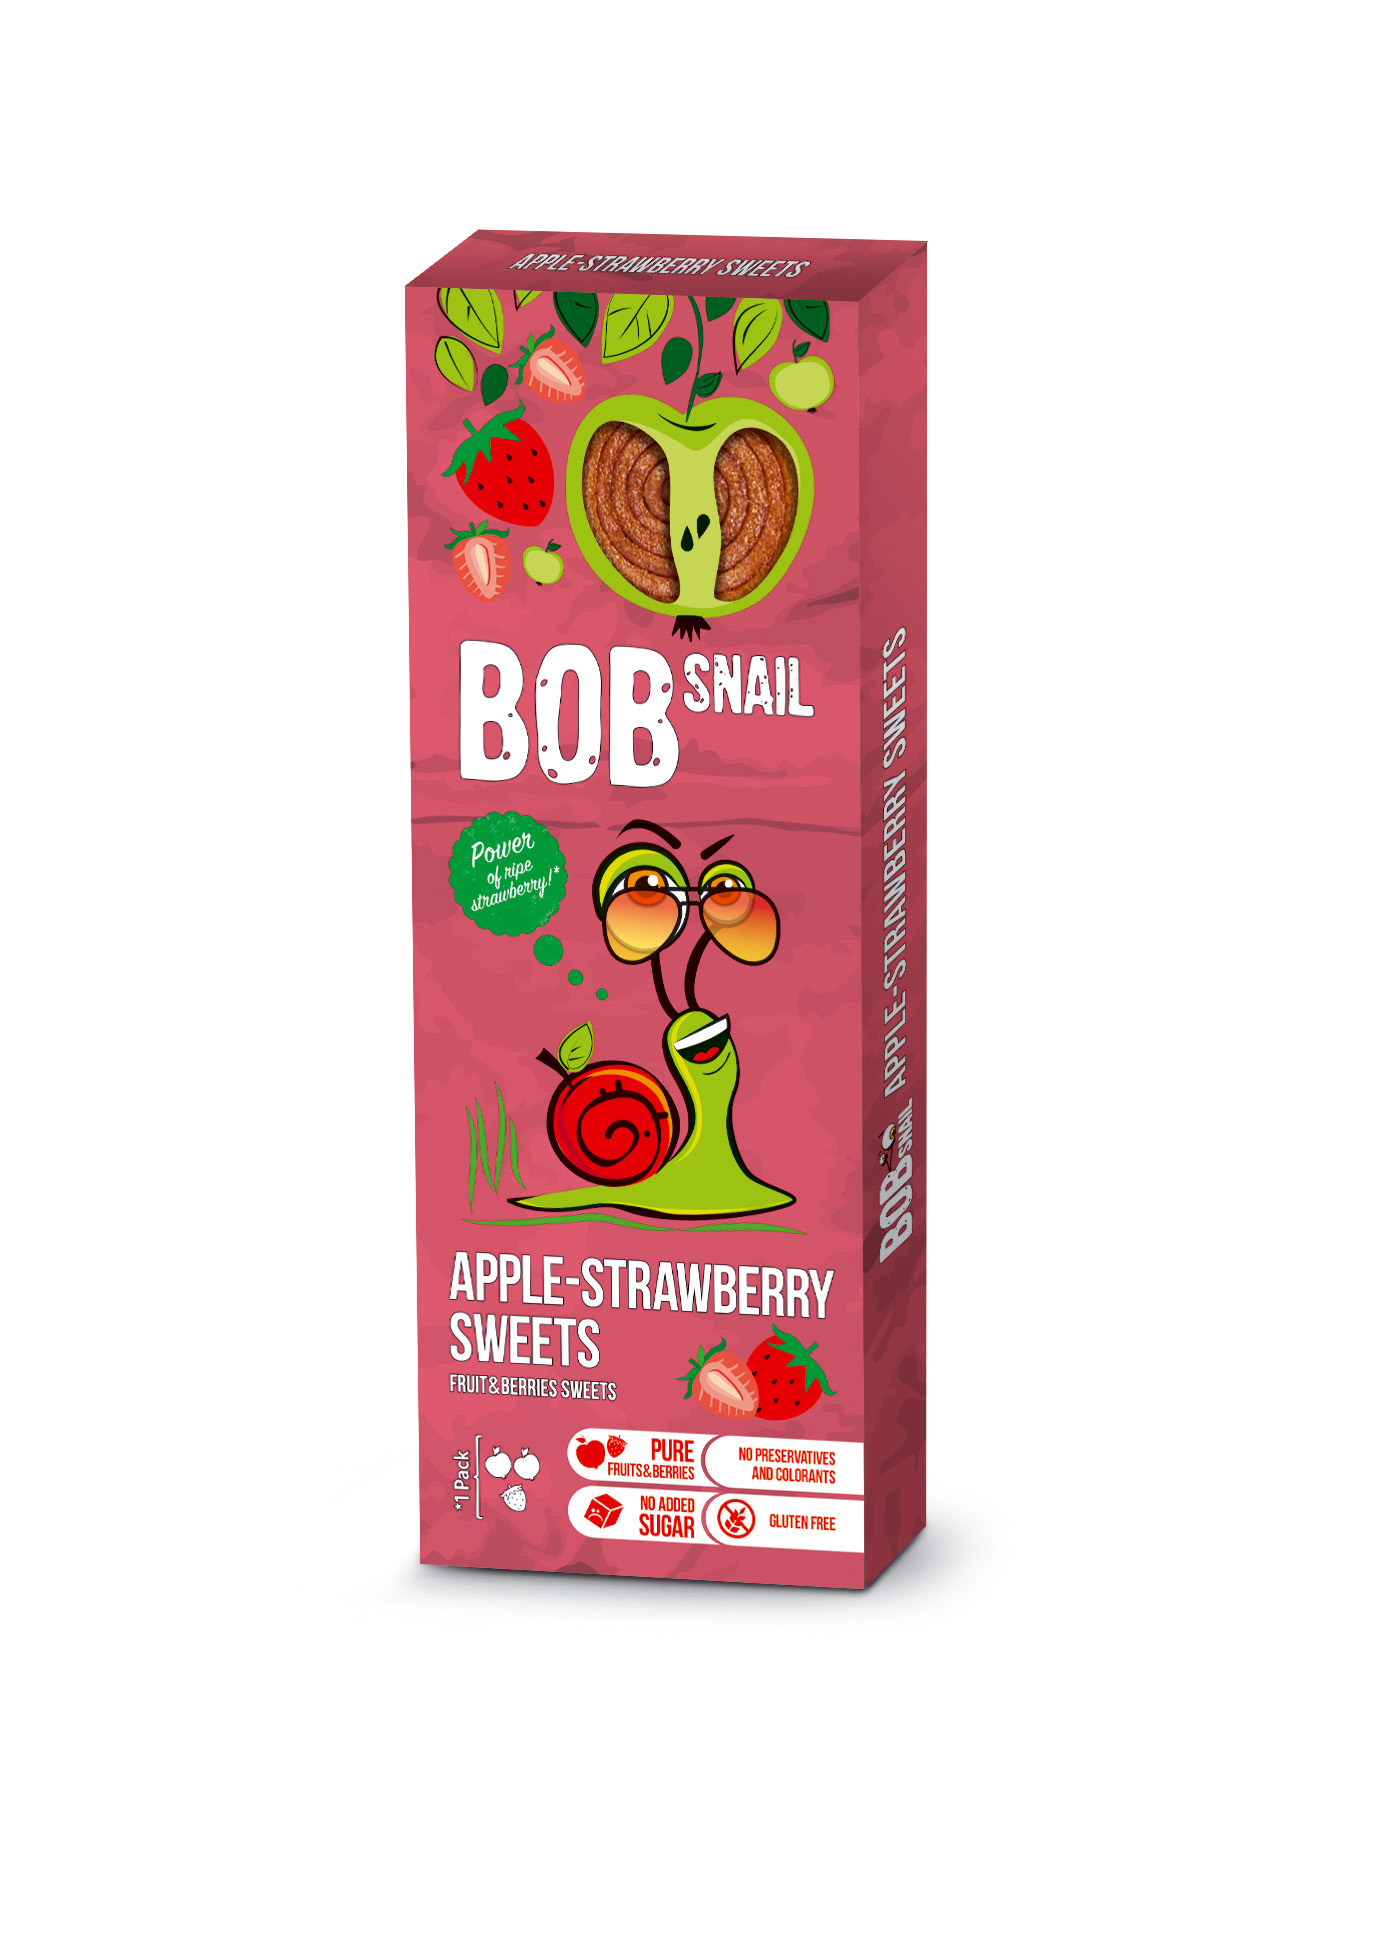 APPLE-STRAWBERRY SWEETS
BOB SNAIL
Power
of ripe
strawberry!*
APPLE-STRAWBERRY
SWEETS
FRUIT&BERRIES SWEETS
*1 Pack
PURE
FRUITS&BERRIES
NO PRESERVATIVES
AND COLORANTS
NO ADDED
SUGAR
GLUTEN FREE
BOB SNAIL APPLE-STRAWBERRY SWEETS